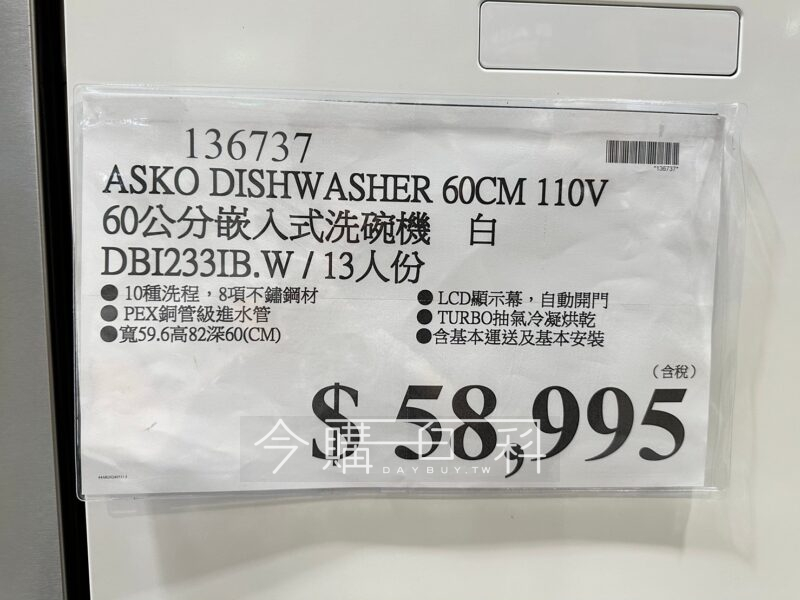 136737
*136737*
ASKO DISHWASHER 60CM 110V
60公分嵌入式洗碗機 白
DBI233IB.W / 13人份
● 10種洗程，8項不鏽鋼材
● PEX銅管級進水管
●寬59.6高82深60(CM)
● LCD顯示幕，自動開門
● TURBO抽氣冷凝烘乾
●含基本運送及基本安裝
（含稅）
$ 58,995
今購百科
DAYBUY.TW